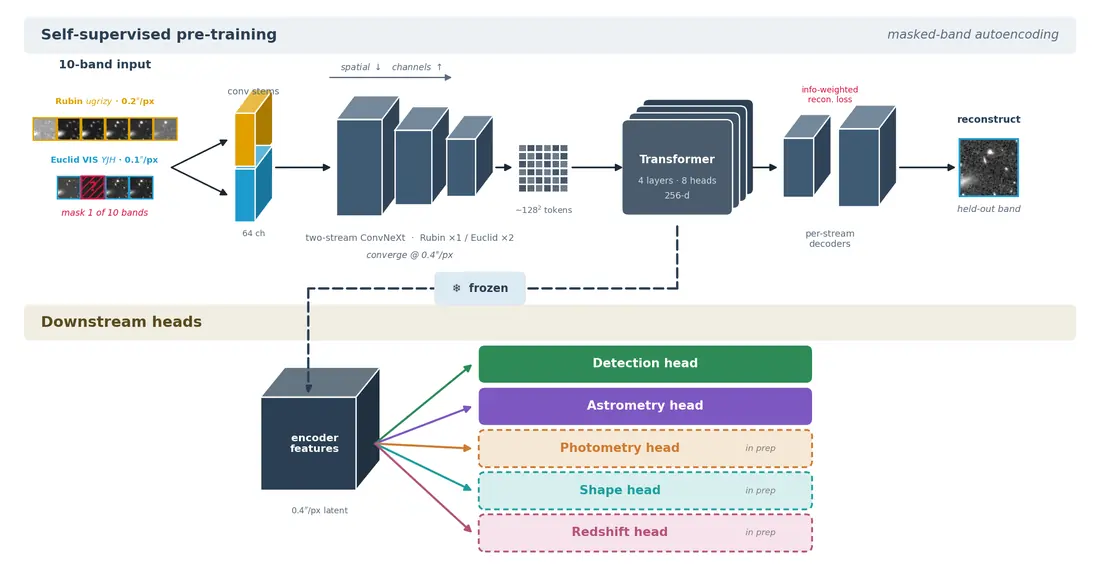 Self-supervised pre-training
masked-band autoencoding
10-band input
Rubin ugrizy · 0.2″/px
Euclid VIS YJH · 0.1″/px
mask 1 of 10 bands
conv stems
64 ch
spatial ↓ channels ↑
two-stream ConvNeXt · Rubin ×1 / Euclid ×2
converge @ 0.4″/px
~128² tokens
Transformer
4 layers · 8 heads
256-d
info-weighted
recon. loss
per-stream
decoders
reconstruct
held-out band
❄ frozen
Downstream heads
encoder
features
0.4″/px latent
Detection head
Astrometry head
Photometry head in prep
Shape head in prep
Redshift head in prep